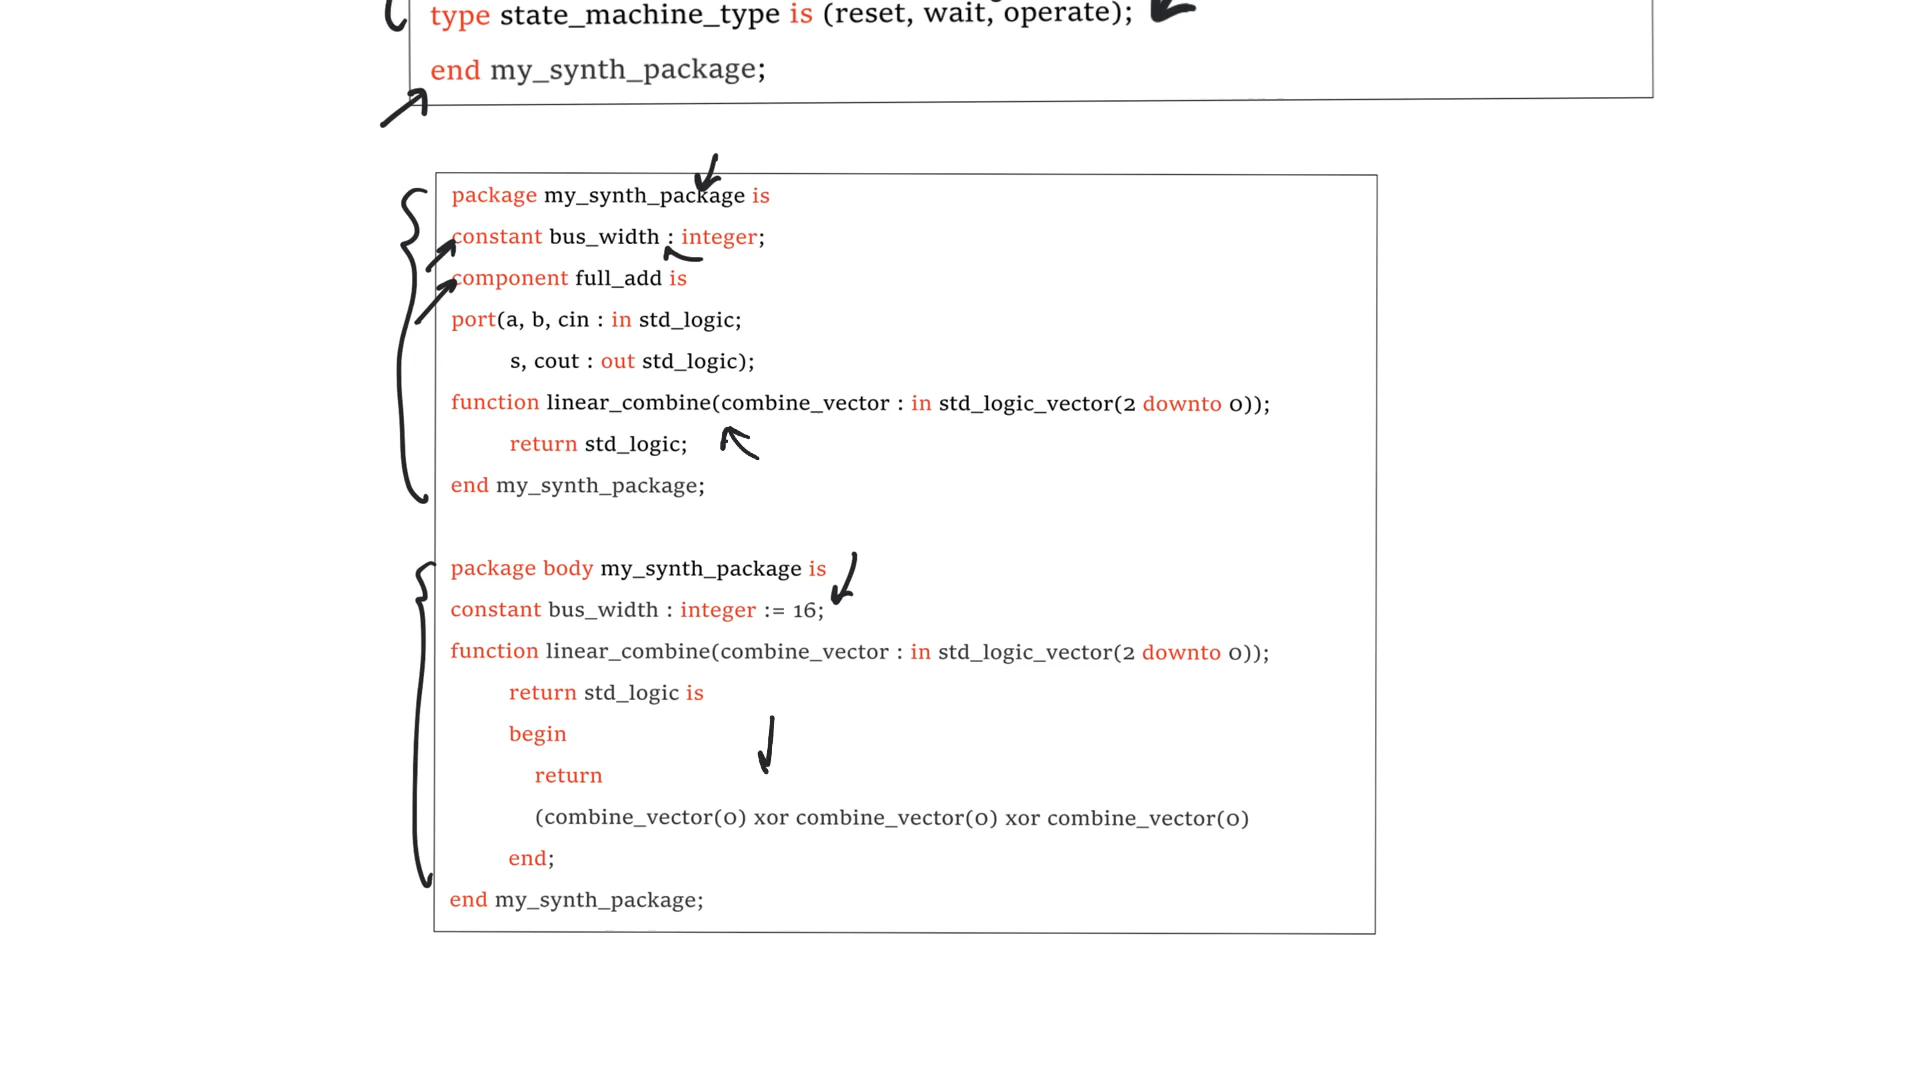 type state_machine_type is (reset, wait, operate);
end my_synth_package;
package my_synth_package is
constant bus_width : integer;
component full_add is
port(a, b, cin : in std_logic;
s, cout : out std_logic);
function linear_combine(combine_vector : in std_logic_vector(2 downto 0));
return std_logic;
end my_synth_package;
package body my_synth_package is
constant bus_width : integer := 16;
function linear_combine(combine_vector : in std_logic_vector(2 downto 0));
return std_logic is
begin
return
(combine_vector(0) xor combine_vector(0) xor combine_vector(0)
end;
end my_synth_package;